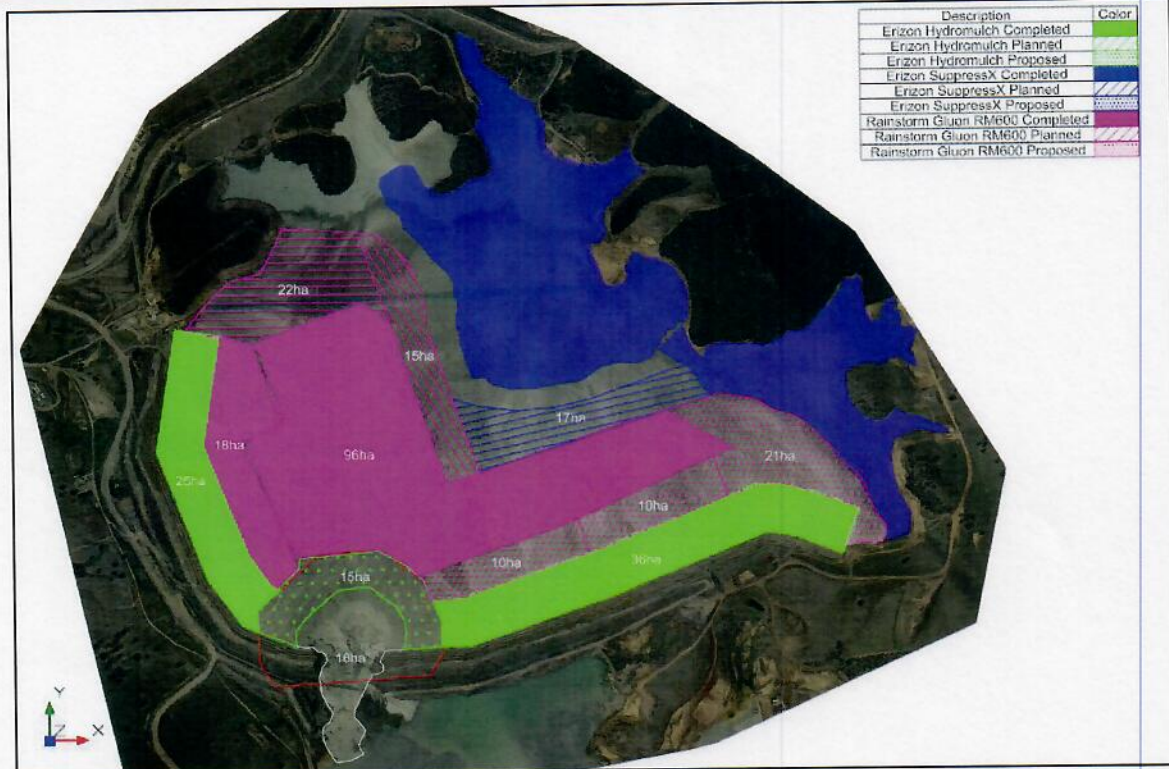 Description Color
Erizon Hydromulch Completed
Erizon Hydromulch Planned
Erizon Hydromulch Proposed
Erizon SuppressX Completed
Erizon SuppressX Planned
Erizon SuppressX Proposed
Rainstorm Gluon RM600 Completed
Rainstorm Gluon RM600 Planned
Rainstorm Gluon RM600 Proposed
22ha
15ha
17ha
18ha
96ha
21ha
25ha
10ha
10ha
36ha
15ha
16ha
Y
Z X